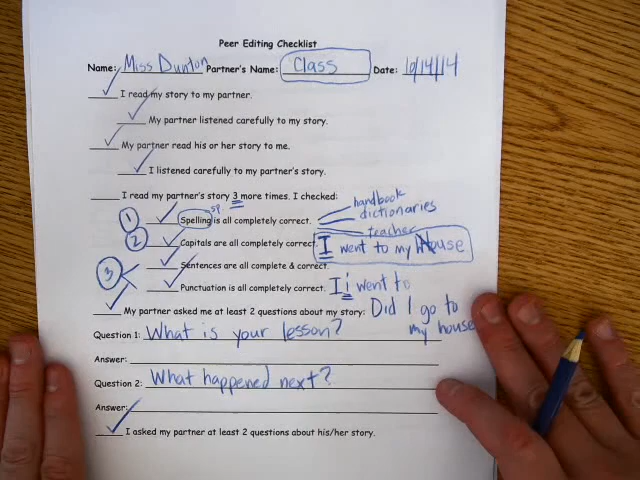 Peer Editing Checklist
Name: Miss Dunton Partner's Name: Class Date: 10/14/14
I read my story to my partner.
My partner listened carefully to my story.
My partner read his or her story to me.
I listened carefully to my partner's story.
I read my partner's story 3 more times. I checked:
handbook
sp.
dictionaries
1 Spelling is all completely correct.
teacher
2 Capitals are all completely correct. I went to my House
3 Sentences are all complete & correct.
Punctuation is all completely correct. I i went to
My partner asked me at least 2 questions about my story: Did I go to
my house
Question 1: What is your lesson?
Answer:
Question 2: What happened next?
Answer:
I asked my partner at least 2 questions about his/her story.